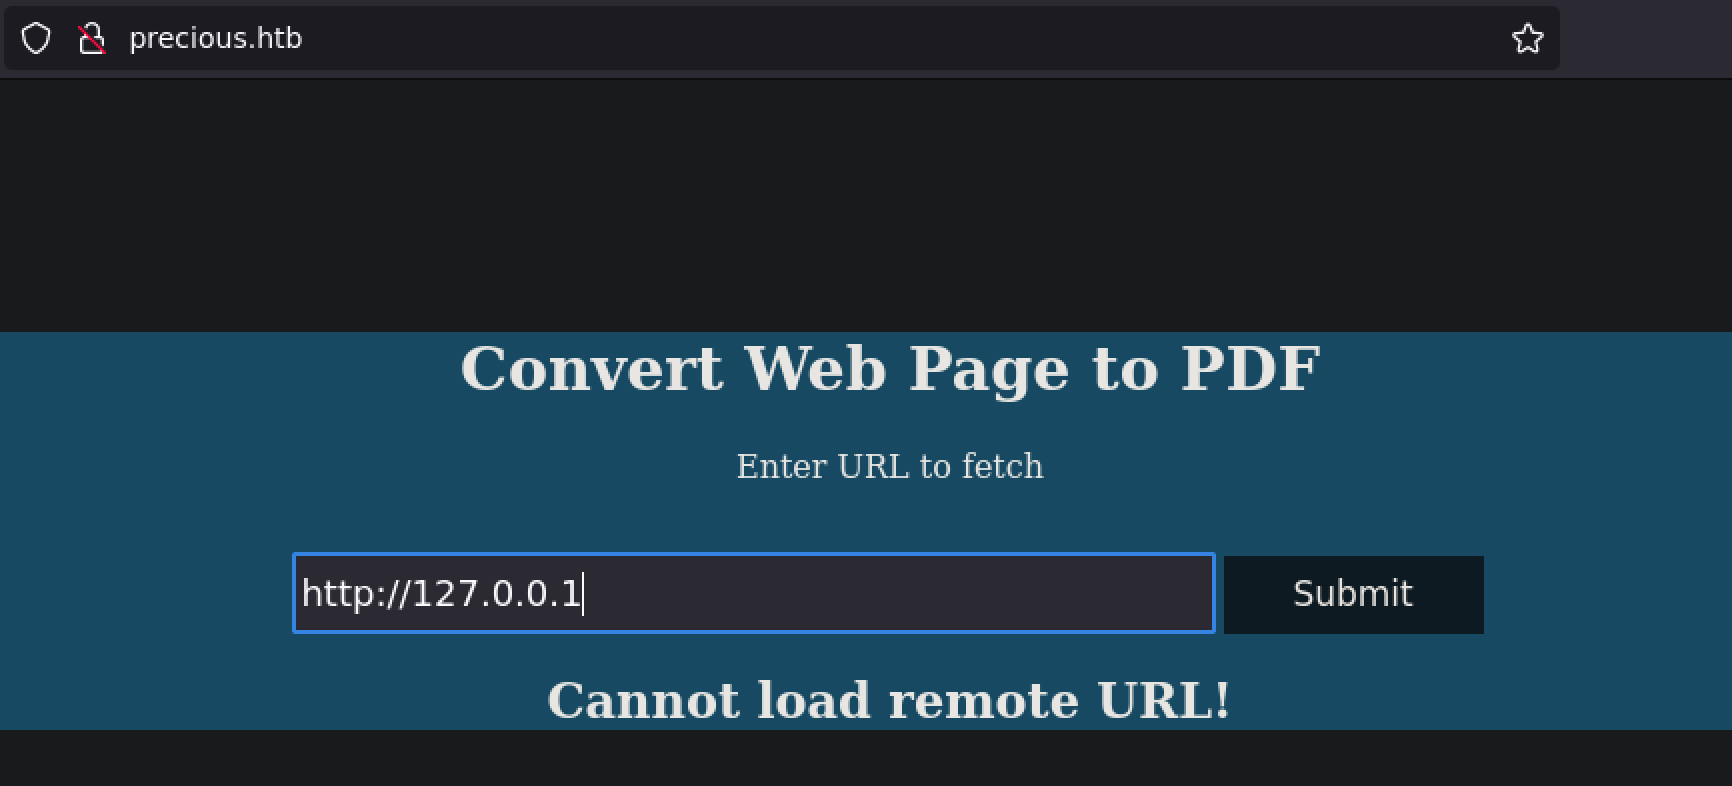 precious.htb
Convert Web Page to PDF
Enter URL to fetch
http://127.0.0.1
Submit
Cannot load remote URL!